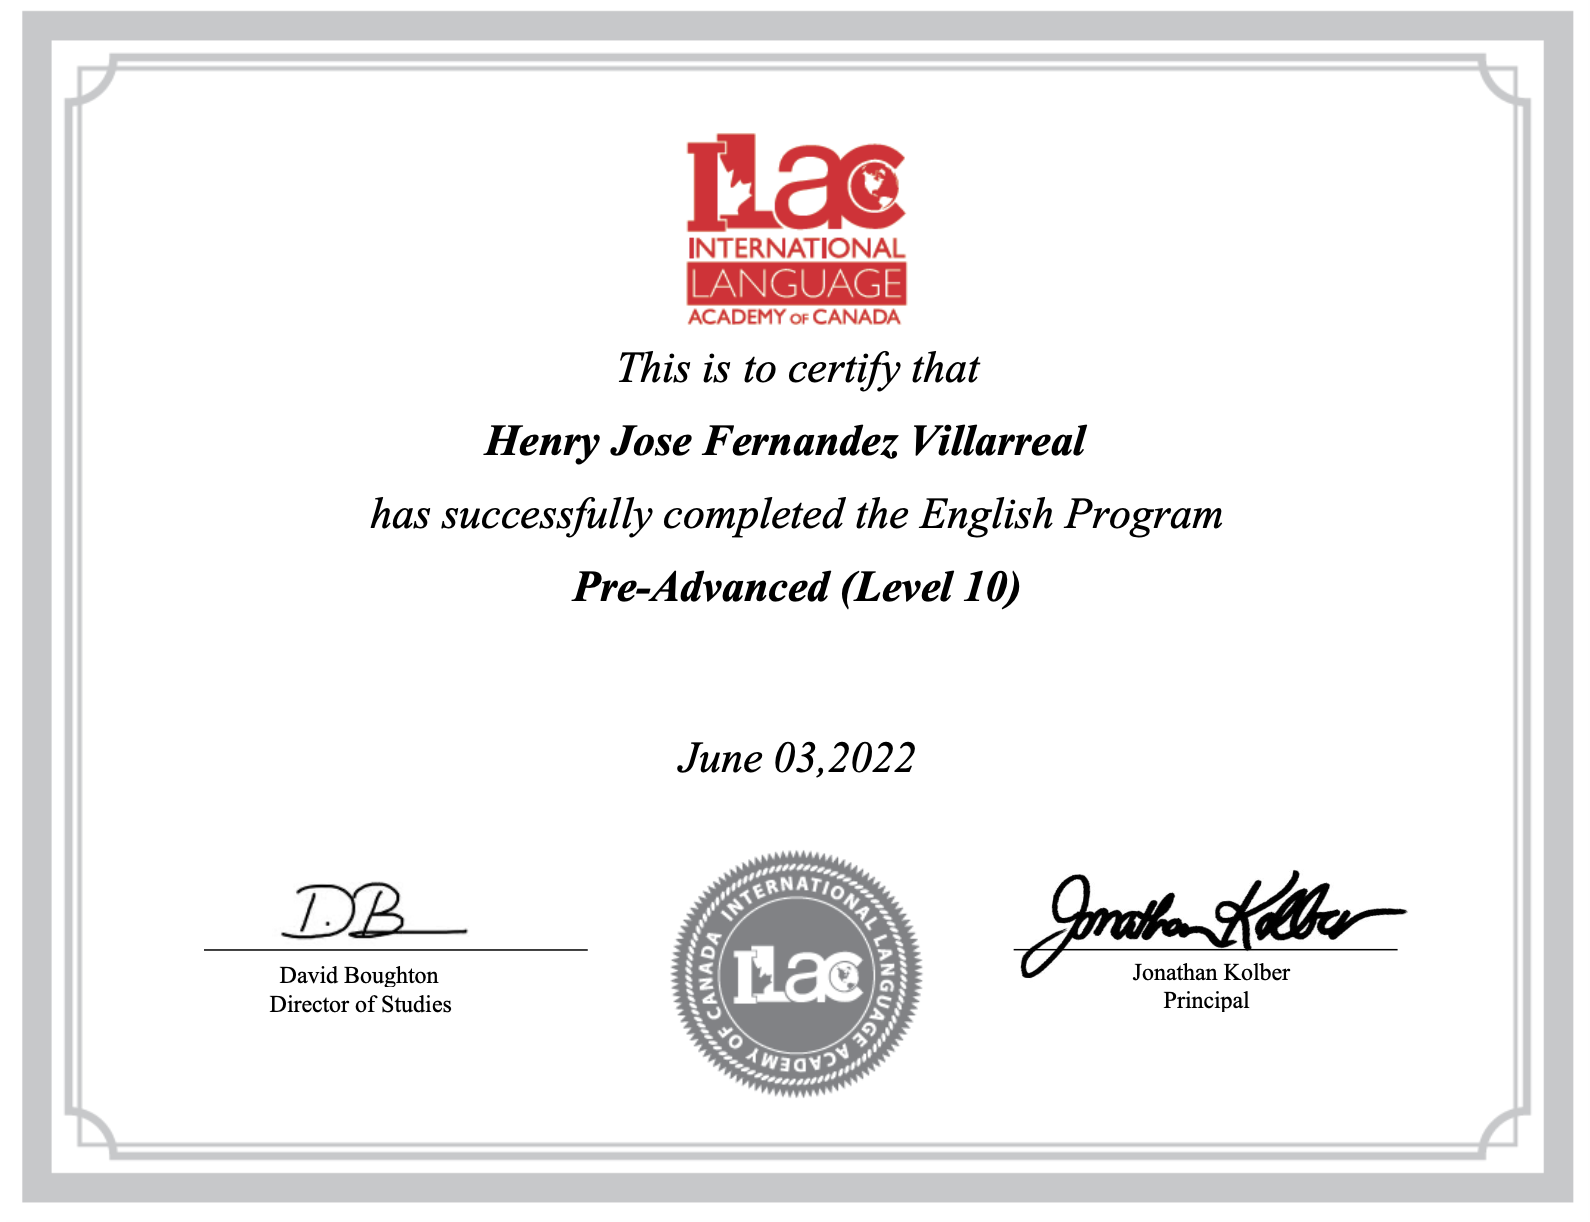 ILAC
INTERNATIONAL
LANGUAGE
ACADEMY OF CANADA
This is to certify that
Henry Jose Fernandez Villarreal
has successfully completed the English Program
Pre-Advanced (Level 10)
June 03,2022
D.B
David Boughton
Director of Studies
INTERNATIONAL LANGUAGE ACADEMY OF CANADA
ILAC
Jonathan Kolber
Jonathan Kolber
Principal